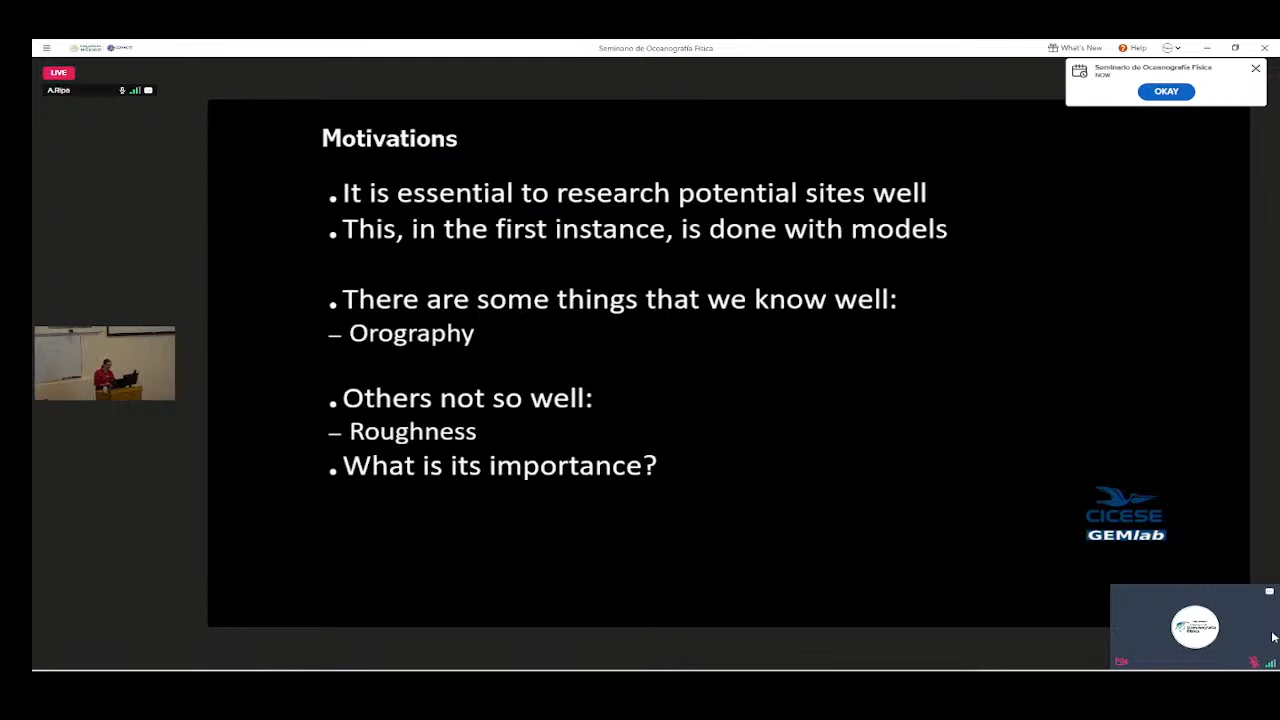 Seminario de Oceanografía Física
What's New
Help
LIVE
A.Ripa
Seminario de Oceanografía Física
NOW
OKAY
Motivations
. It is essential to research potential sites well
. This, in the first instance, is done with models
. There are some things that we know well:
– Orography
. Others not so well:
– Roughness
. What is its importance?
CICESE
GEMlab